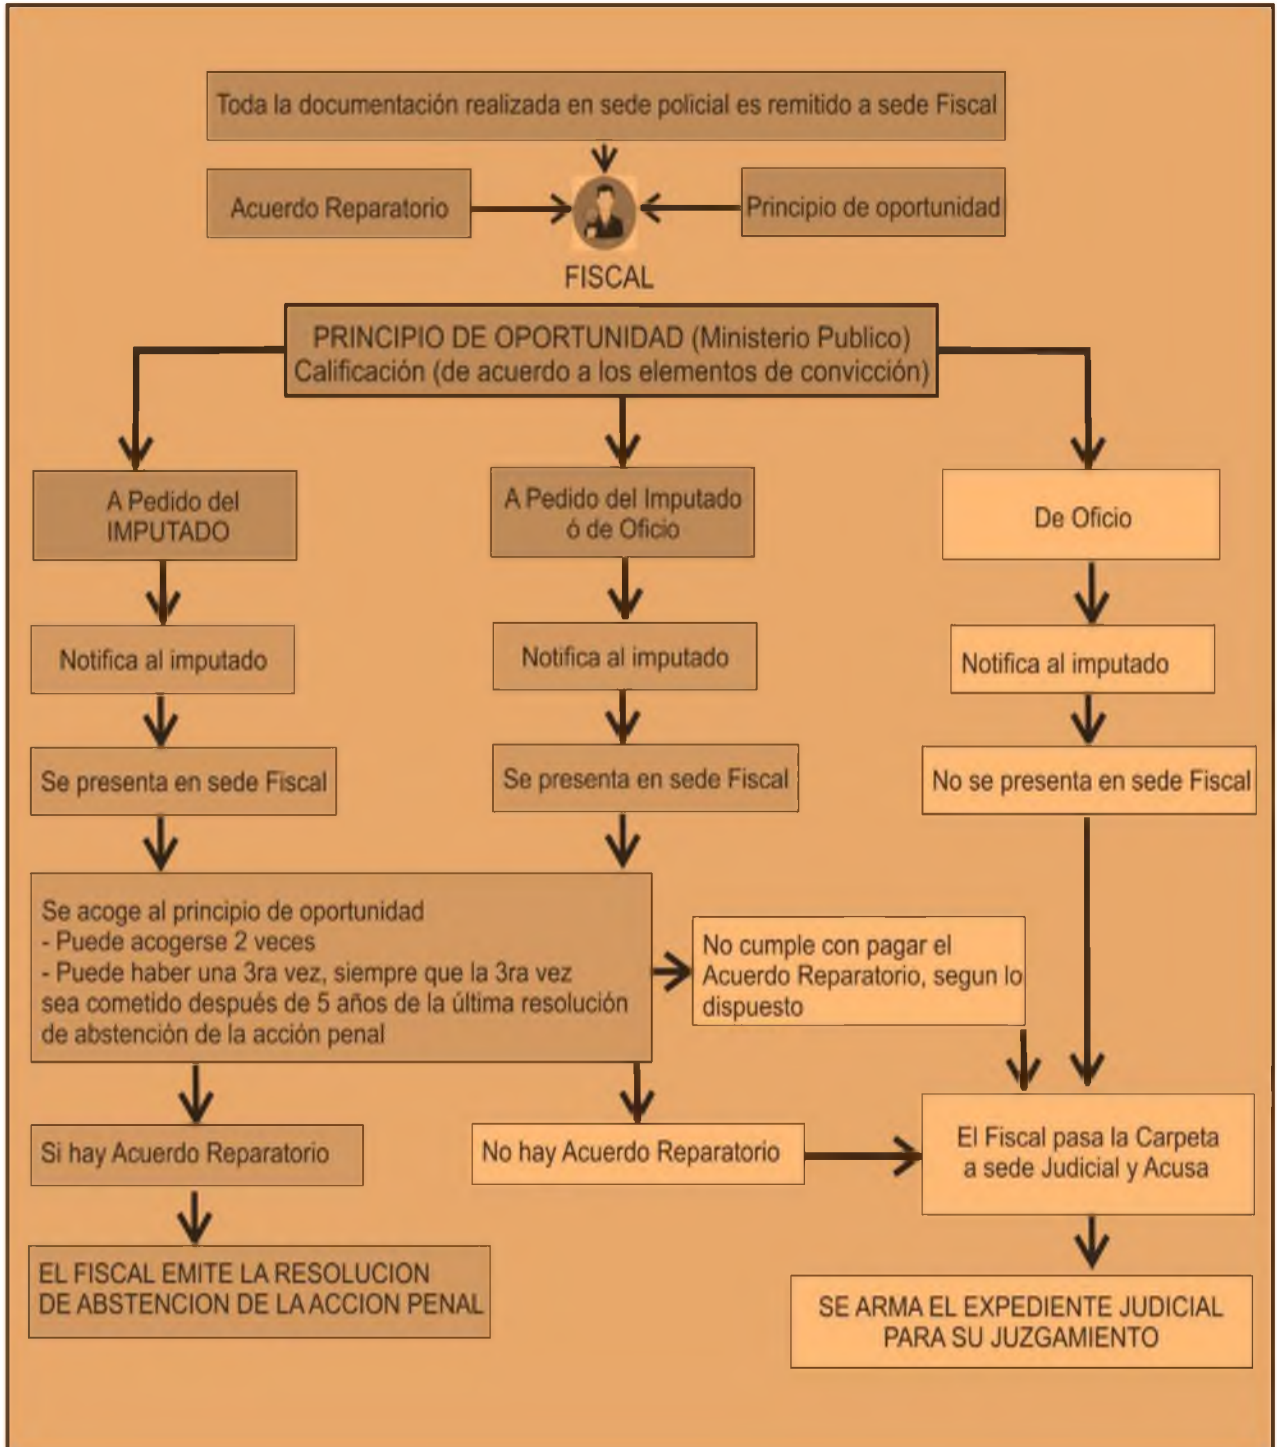 Toda la documentación realizada en sede policial es remitido a sede Fiscal
Acuerdo Reparatorio
Principio de oportunidad
FISCAL
PRINCIPIO DE OPORTUNIDAD (Ministerio Publico)
Calificación (de acuerdo a los elementos de convicción)
A Pedido del
IMPUTADO
A Pedido del Imputado
ó de Oficio
De Oficio
Notifica al imputado
Notifica al imputado
Notifica al imputado
Se presenta en sede Fiscal
Se presenta en sede Fiscal
No se presenta en sede Fiscal
Se acoge al principio de oportunidad
- Puede acogerse 2 veces
- Puede haber una 3ra vez, siempre que la 3ra vez
sea cometido después de 5 años de la última resolución
de abstención de la acción penal
No cumple con pagar el
Acuerdo Reparatorio, segun lo
dispuesto
Si hay Acuerdo Reparatorio
No hay Acuerdo Reparatorio
El Fiscal pasa la Carpeta
a sede Judicial y Acusa
EL FISCAL EMITE LA RESOLUCION
DE ABSTENCION DE LA ACCION PENAL
SE ARMA EL EXPEDIENTE JUDICIAL
PARA SU JUZGAMIENTO